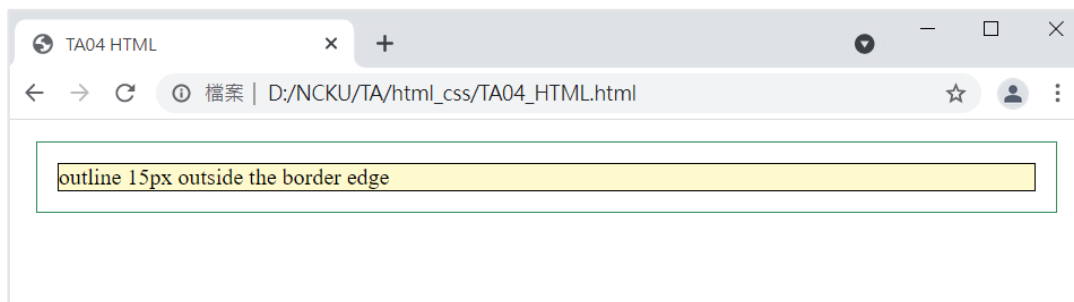 TA04 HTML
檔案 | D:/NCKU/TA/html_css/TA04_HTML.html
outline 15px outside the border edge